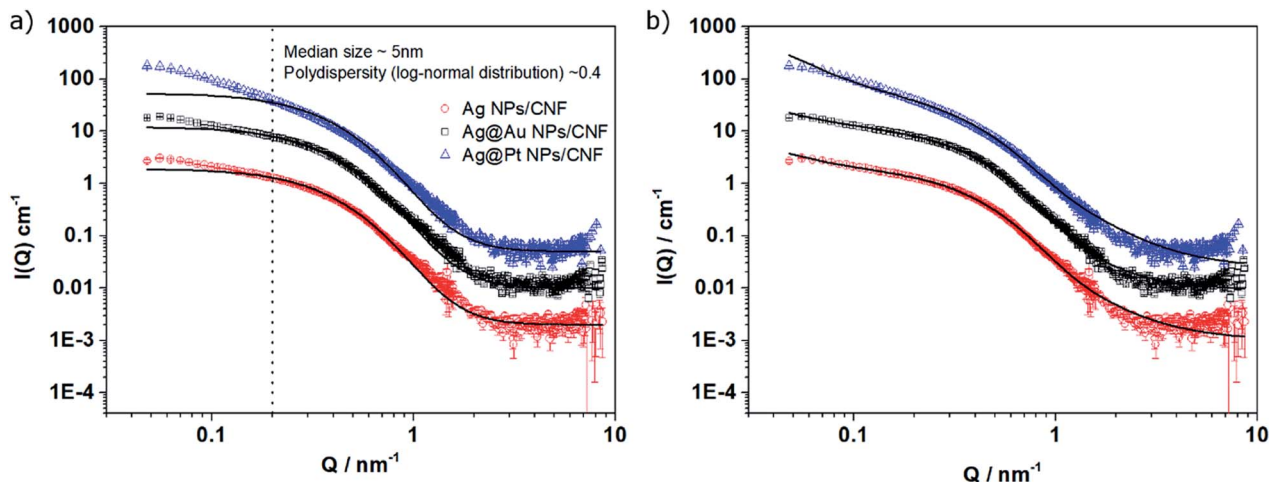 a)
1000
100
10
1
0.1
0.01
1E-3
1E-4
I(Q) cm-1
Median size ~ 5nm
Polydispersity (log-normal distribution) ~0.4
Ag NPs/CNF
Ag@Au NPs/CNF
Ag@Pt NPs/CNF
0.1
1
10
Q / nm-1
b)
1000
100
10
1
0.1
0.01
1E-3
1E-4
I(Q) / cm-1
0.1
1
10
Q / nm-1